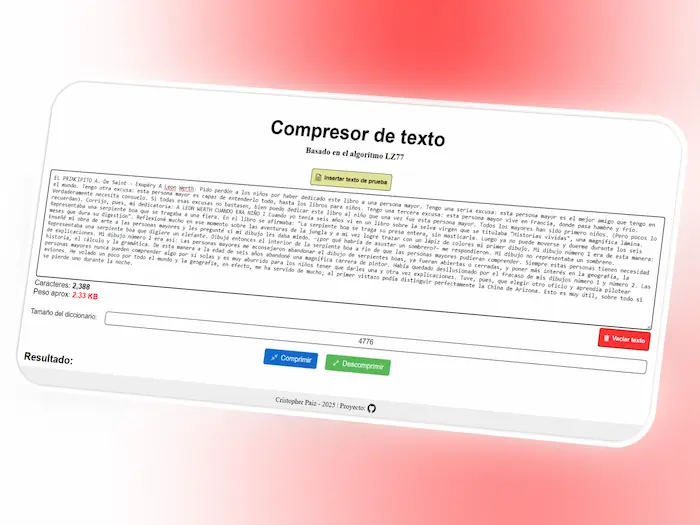 Compresor de texto
Basado en el algoritmo LZ77
Insertar texto de prueba
EL PRINCIPITO A. De Saint - Exupéry A Leon Werth: Pido perdón a los niños por haber dedicado este libro a una persona mayor. Tengo una seria excusa: esta persona mayor es el mejor amigo que tengo en
el mundo. Tengo otra excusa: esta persona mayor es capaz de entenderlo todo, hasta los libros para niños. Tengo una tercera excusa: esta persona mayor vive en Francia, donde pasa hambre y frío.
Verdaderamente necesita consuelo. Si todas esas excusas no bastasen, bien puedo dedicar este libro al niño que una vez fue esta persona mayor. Todos los mayores han sido primero niños. (Pero pocos lo
recuerdan). Corrijo, pues, mi dedicatoria: A LEON WERTH CUANDO ERA NIÑO I Cuando yo tenía seis años vi en un libro sobre la selva virgen que se titulaba "Historias vividas", una magnífica lámina.
Representaba una serpiente boa que se tragaba a una fiera. En el libro se afirmaba: "La serpiente boa se traga su presa entera, sin masticarla. Luego ya no puede moverse y duerme durante los seis
meses que dura su digestión". Reflexioné mucho en ese momento sobre las aventuras de la jungla y a mi vez logré trazar con un lápiz de colores mi primer dibujo. Mi dibujo número 1 era de esta manera:
Enseñé mi obra de arte a las personas mayores y les pregunté si mi dibujo les daba miedo -¿por qué habría de asustar un sombrero?- me respondieron. Mi dibujo no representaba un sombrero.
Representaba una serpiente boa que digiere un elefante. Dibujé entonces el interior de la serpiente boa a fin de que las personas mayores pudieran comprender. Siempre estas personas tienen necesidad
de explicaciones. Mi dibujo número 2 era así: Las personas mayores me aconsejaron abandonar el dibujo de serpientes boas, ya fueran abiertas o cerradas, y poner más interés en la geografía, la
historia, el cálculo y la gramática. De esta manera a la edad de seis años abandoné una magnífica carrera de pintor. Había quedado desilusionado por el fracaso de mis dibujos número 1 y número 2. Las
personas mayores nunca pueden comprender algo por sí solas y es muy aburrido para los niños tener que darles una y otra vez explicaciones. Tuve, pues, que elegir otro oficio y aprendía pilotear
aviones. He volado un poco por todo el mundo y la geografía, en efecto, me ha servido de mucho; al primer vistazo podía distinguir perfectamente la China de Arizona. Esto es muy útil, sobre todo si
se pierde uno durante la noche.
Caracteres: 2,388
Peso aprox: 2.33 KB
Vaciar texto
Tamaño del diccionario:
4776
Comprimir
Descomprimir
Resultado:
Cristopher Paiz - 2025 | Proyecto: